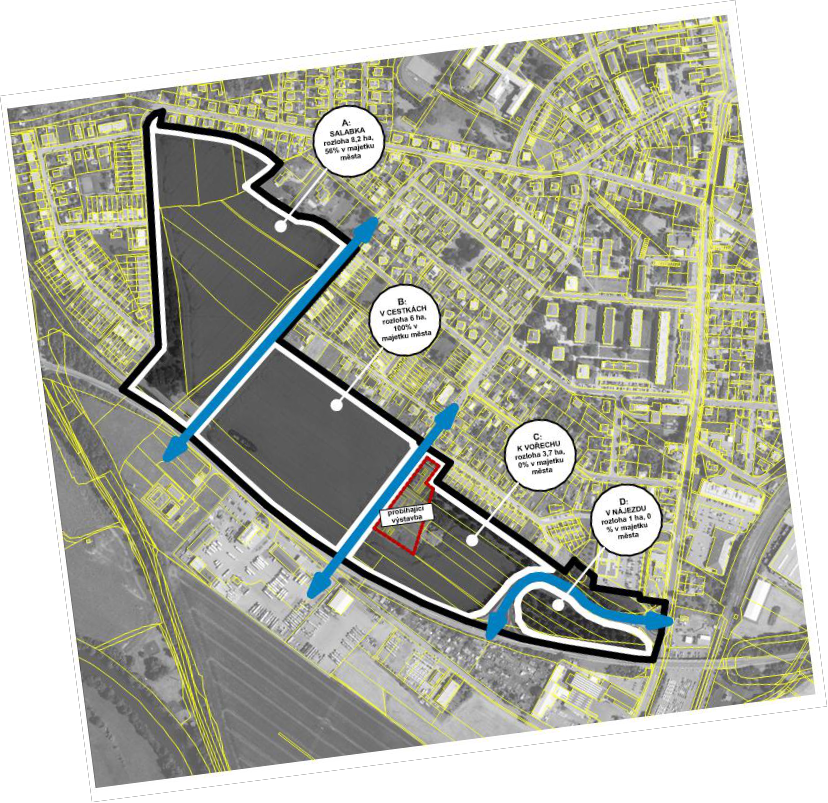 A:
SALABKA
rozloha 8,2 ha,
56% v majetku
města
B:
V CESTKÁCH
rozloha 6 ha,
100% v
majetku města
C:
K VOŘECHU
rozloha 3,7 ha,
0% v majetku
města
probíhající
výstavba
D:
V NÁJEZDU
rozloha 1 ha, 0
% v majetku
města